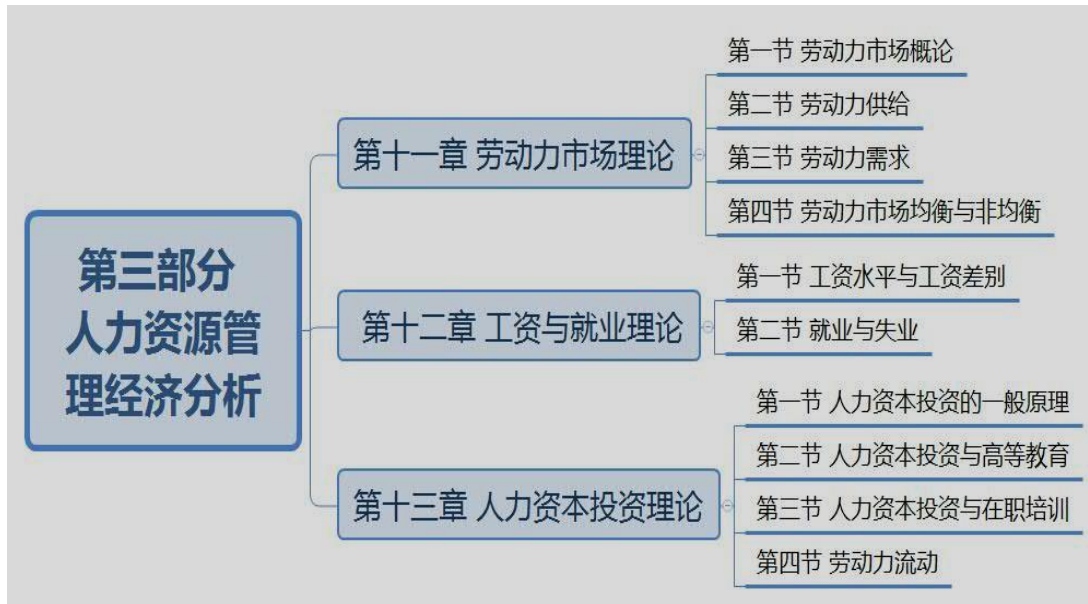 第三部分
人力资源管
理经济分析
第十一章 劳动力市场理论
第一节 劳动力市场概论
第二节 劳动力供给
第三节 劳动力需求
第四节 劳动力市场均衡与非均衡
第十二章 工资与就业理论
第一节 工资水平与工资差别
第二节 就业与失业
第十三章 人力资本投资理论
第一节 人力资本投资的一般原理
第二节 人力资本投资与高等教育
第三节 人力资本投资与在职培训
第四节 劳动力流动